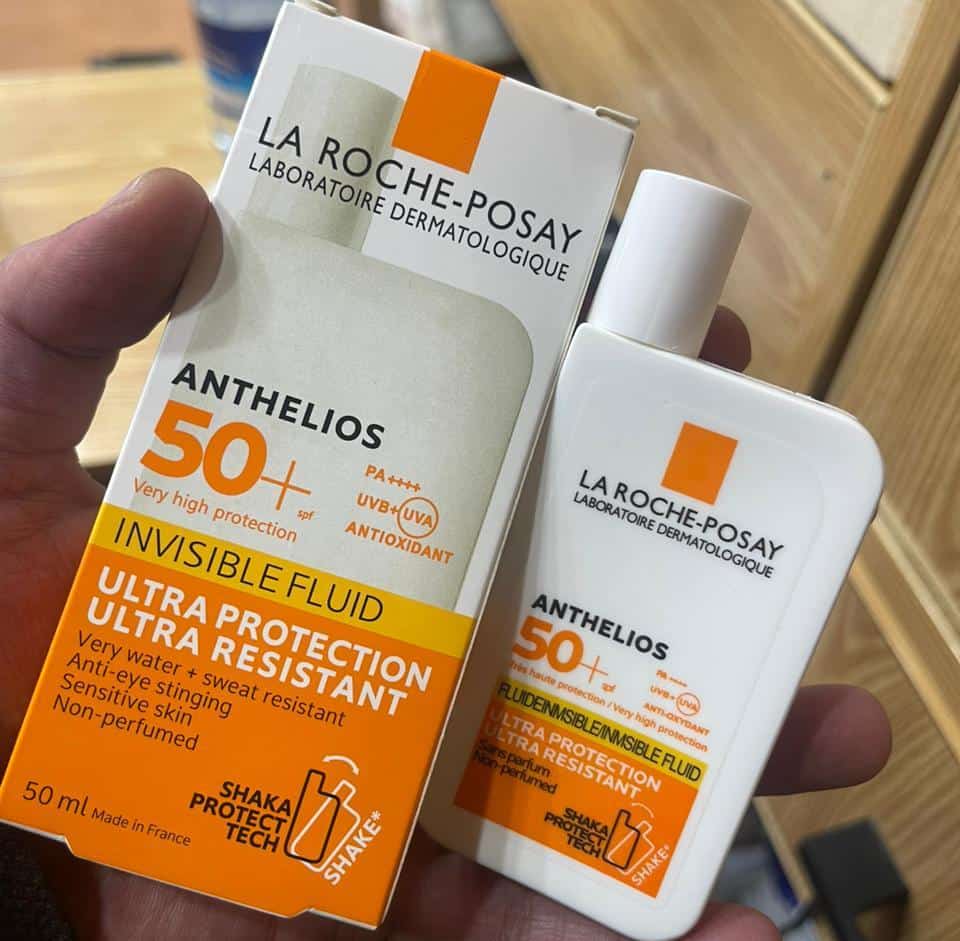 LA ROCHE-POSAY
LABORATOIRE DERMATOLOGIQUE
ANTHELIOS
50+ spf
Very high protection
PA++++
UVB+UVA
ANTIOXIDANT
INVISIBLE FLUID
ULTRA PROTECTION
ULTRA RESISTANT
Very water + sweat resistant
Anti-eye stinging
Sensitive skin
Non-perfumed
SHAKA
PROTECT
TECH
SHAKE*
50 ml Made in France
LA ROCHE-POSAY
LABORATOIRE DERMATOLOGIQUE
ANTHELIOS
50+ spf
Très haute protection / Very high protection
PA ++++
UVB+UVA
ANTI-OXYDANT
FLUIDEINMSIBLE/INMSIBLE FLUID
ULTRA PROTECTION
ULTRA RESISTANT
Sans parfum
Non-perfumed
SHAKA
PROTECT
TECH
SHAKE*